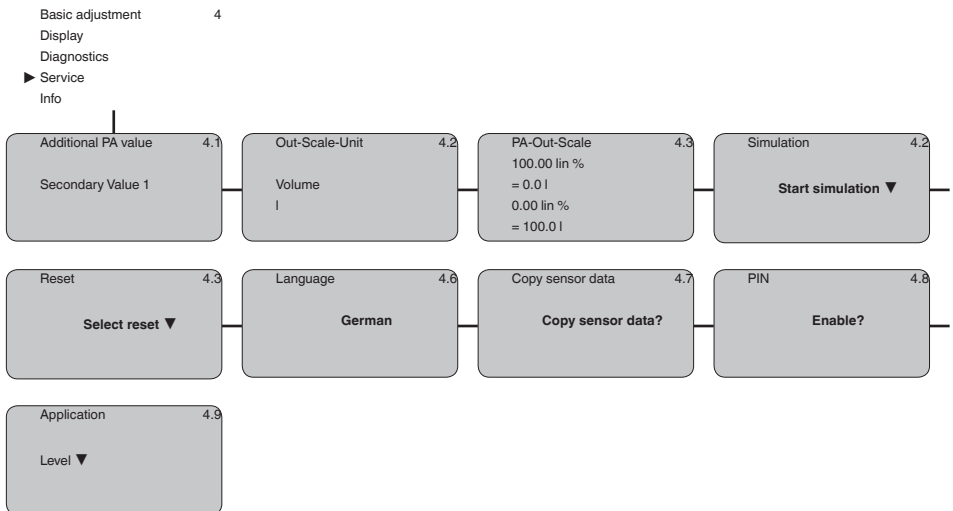 Basic adjustment 4
Display
Diagnostics
▶ Service
Info
Additional PA value 4.1
Secondary Value 1
Out-Scale-Unit 4.2
Volume
l
PA-Out-Scale 4.3
100.00 lin %
= 0.0 l
0.00 lin %
= 100.0 l
Simulation 4.2
Start simulation ▼
Reset 4.3
Select reset ▼
Language 4.6
German
Copy sensor data 4.7
Copy sensor data?
PIN 4.8
Enable?
Application 4.9
Level ▼